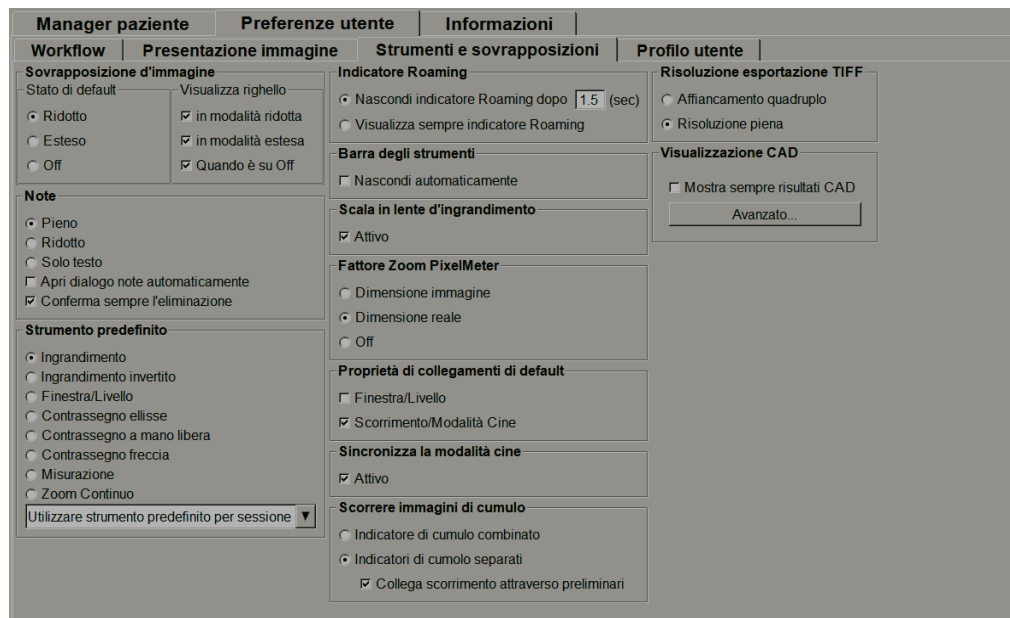 Manager paziente
Preferenze utente
Informazioni
Workflow
Presentazione immagine
Strumenti e sovrapposizioni
Profilo utente
Sovrapposizione d'immagine
Stato di default
Ridotto
Esteso
Off
Visualizza righello
in modalità ridotta
in modalità estesa
Quando è su Off
Note
Pieno
Ridotto
Solo testo
Apri dialogo note automaticamente
Conferma sempre l'eliminazione
Strumento predefinito
Ingrandimento
Ingrandimento invertito
Finestra/Livello
Contrassegno ellisse
Contrassegno a mano libera
Contrassegno freccia
Misurazione
Zoom Continuo
Utilizzare strumento predefinito per sessione
Indicatore Roaming
Nascondi indicatore Roaming dopo 1.5 (sec)
Visualizza sempre indicatore Roaming
Barra degli strumenti
Nascondi automaticamente
Scala in lente d'ingrandimento
Attivo
Fattore Zoom PixelMeter
Dimensione immagine
Dimensione reale
Off
Proprietà di collegamenti di default
Finestra/Livello
Scorrimento/Modalità Cine
Sincronizza la modalità cine
Attivo
Scorrere immagini di cumulo
Indicatore di cumulo combinato
Indicatori di cumolo separati
Collega scorrimento attraverso preliminari
Risoluzione esportazione TIFF
Affiancamento quadruplo
Risoluzione piena
Visualizzazione CAD
Mostra sempre risultati CAD
Avanzato...